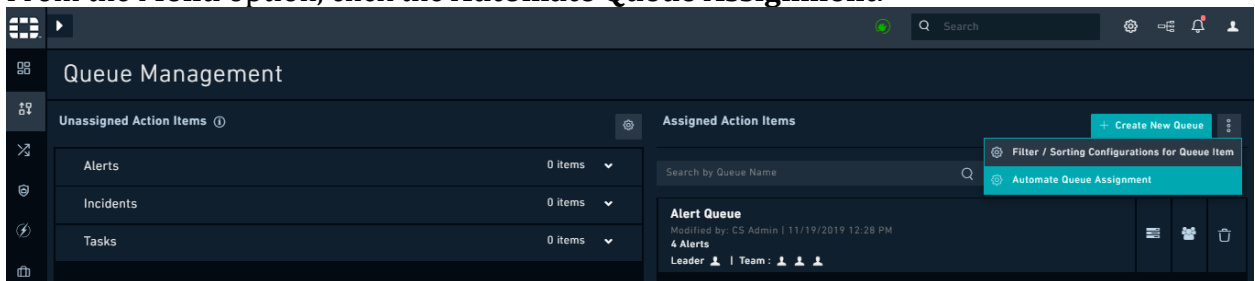 From the Menu option, click the Automate Queue Assignment.
Search
Queue Management
Unassigned Action Items
Alerts 0 items
Incidents 0 items
Tasks 0 items
Assigned Action Items
+ Create New Queue
Filter / Sorting Configurations for Queue Item
Automate Queue Assignment
Search by Queue Name
Alert Queue
Modified by: CS Admin | 11/19/2019 12:28 PM
4 Alerts
Leader | Team :